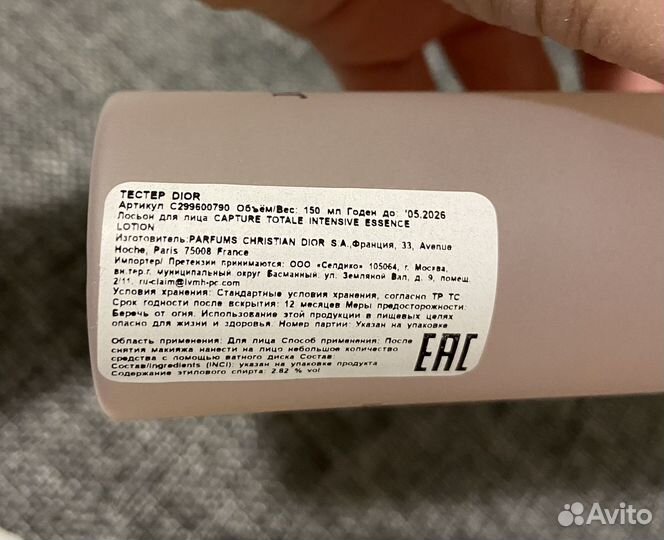 ТЕСТЕР DIOR
Артикул C299600790 Объём/Вес: 150 мл Годен до '05.2026
Лосьон для лица CAPTURE TOTALE INTENSIVE ESSENCE
LOTION
Изготовитель:PARFUMS CHRISTIAN DIOR S.A.,Франция, 33, Avenue
Hoche, Paris 75008 France
Импортер/ Претензии принимаются: ООО «Селдико» 105064, г. Москва,
вн.тер.г. муниципальный округ Басманный, ул. Земляной Вал, д. 9, помещ.
2/11. ru-claim@lvmh-pc.com
Условия хранения: Стандартные условия хранения, согласно ТР ТС
Срок годности после вскрытия: 12 месяцев Меры предосторожности:
Беречь от огня. Использование этой продукции в пищевых целях
опасно для жизни и здоровья. Номер партии: Указан на упаковке
Область применения: Для лица Способ применения: После
снятия макияжа нанести на лицо небольшое количество
средства с помощью ватного диска Состав:
Состав/Ingredients (INCI): указан на упаковке продукта
Содержание этилового спирта: 2.82 % vol
EAC
Avito